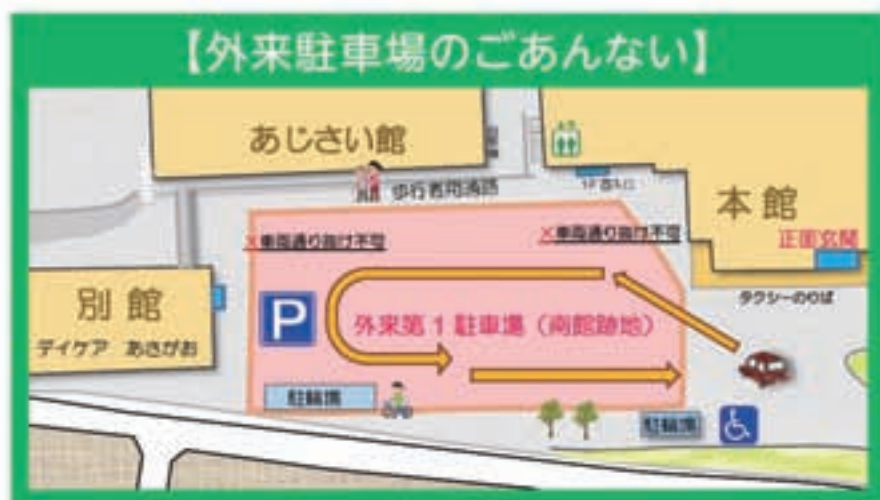 【外来駐車場のごあんない】
あじさい館
歩行者用通路
本館
正面玄関
×車両通り抜け不可
×車両通り抜け不可
タクシーのりば
別館
デイケア あさがお
P
外来第1駐車場(南館跡地)
駐輪場
駐輪場